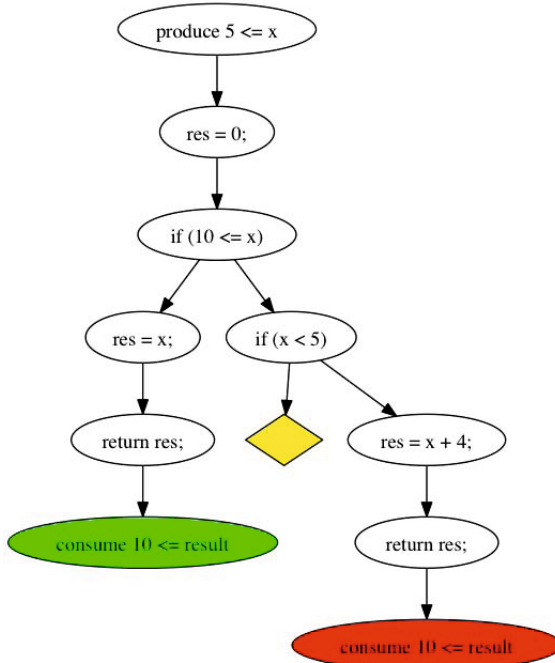 produce 5 <= x
res = 0;
if (10 <= x)
res = x;
if (x < 5)
return res;
res = x + 4;
consume 10 <= result
return res;
consume 10 <= result